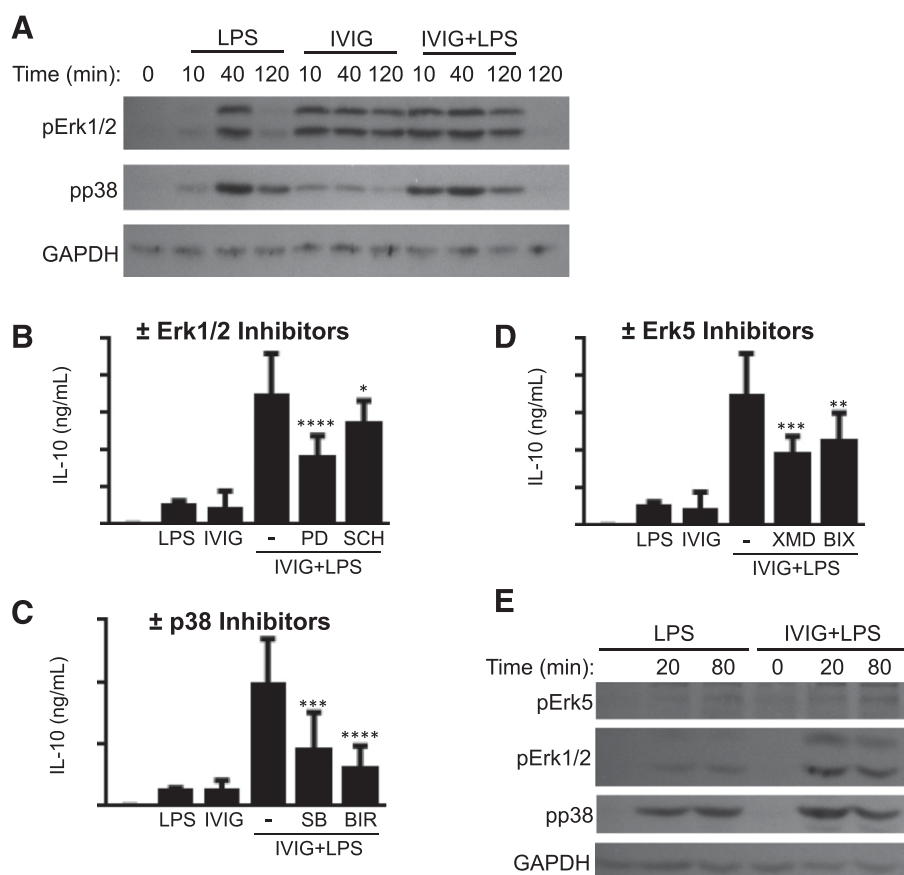 A
LPS IVIG IVIG+LPS
Time (min): 0 10 40 120 10 40 120 10 40 120 120
pErk1/2
pp38
GAPDH
B
± Erk1/2 Inhibitors
IL-10 (ng/mL)
**** *
LPS IVIG - PD SCH
IVIG+LPS
C
± p38 Inhibitors
IL-10 (ng/mL)
*** ****
LPS IVIG - SB BIR
IVIG+LPS
D
± Erk5 Inhibitors
IL-10 (ng/mL)
*** **
LPS IVIG - XMD BIX
IVIG+LPS
E
LPS IVIG+LPS
Time (min): 20 80 0 20 80
pErk5
pErk1/2
pp38
GAPDH